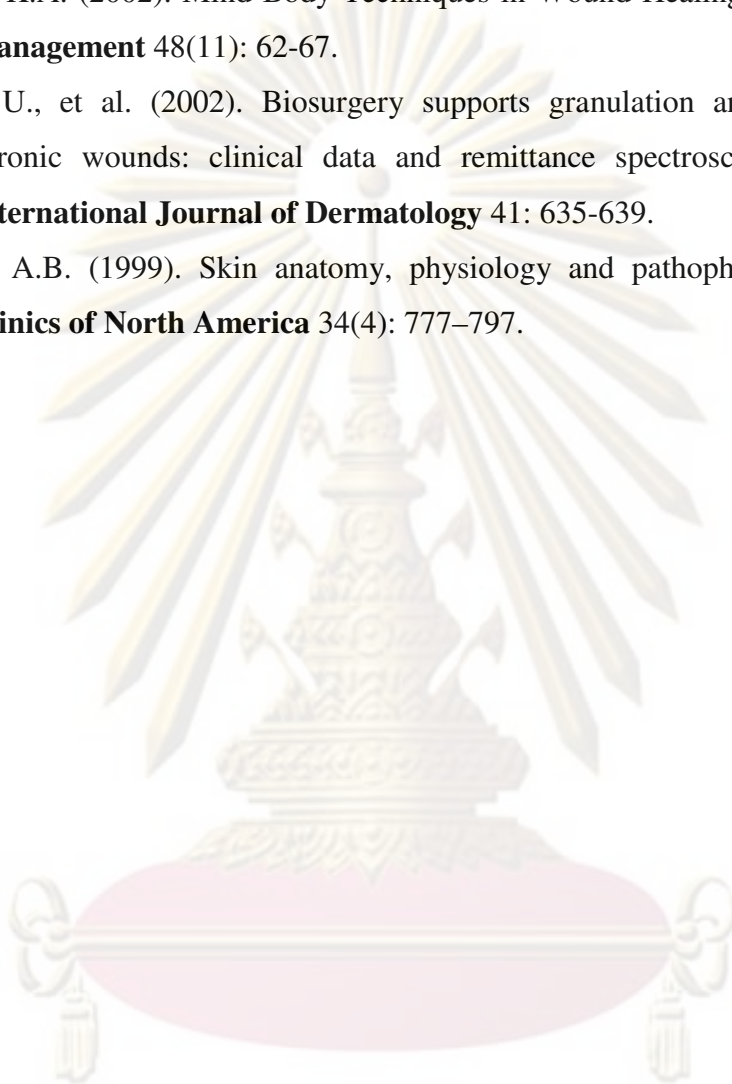 K.A. (2002). Mind-Body Techniques in Wound Healing
anagement 48(11): 62-67.
U., et al. (2002). Biosurgery supports granulation an
ronic wounds: clinical data and remittance spectrosc
ternational Journal of Dermatology 41: 635-639.
A.B. (1999). Skin anatomy, physiology and pathoph
linics of North America 34(4): 777–797.